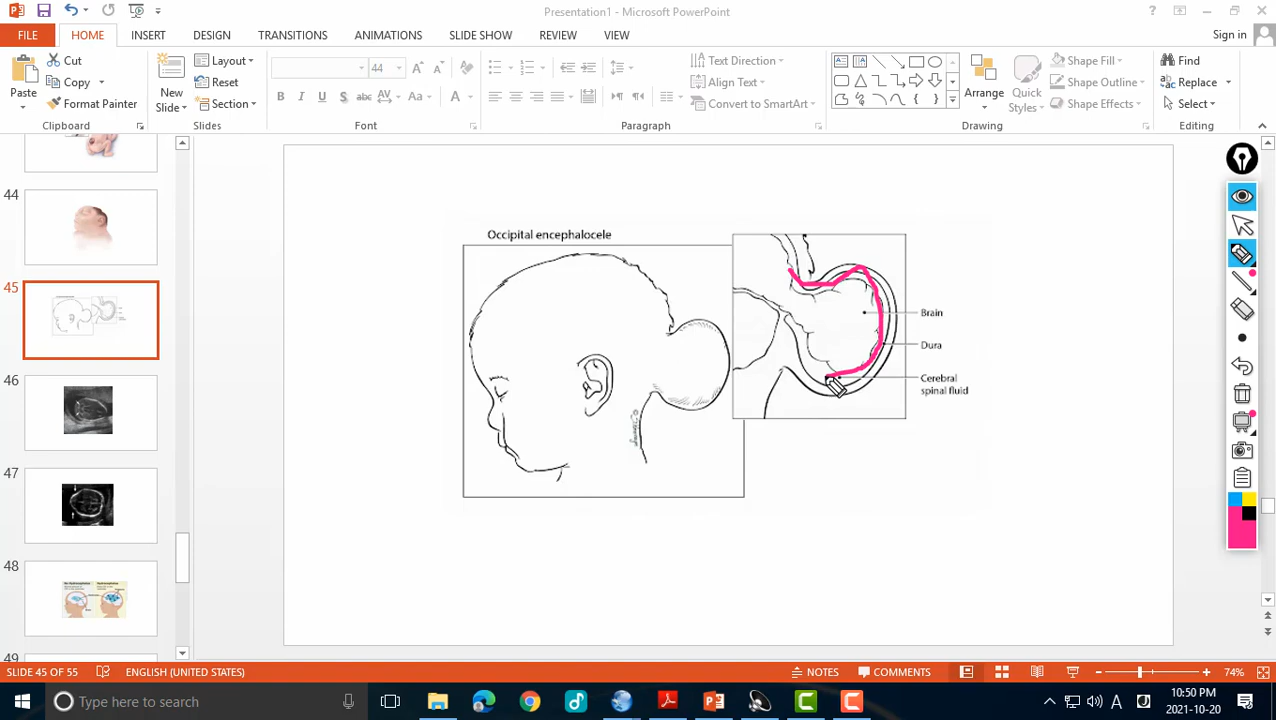 Presentation1 - Microsoft PowerPoint
?
FILE
HOME
INSERT
DESIGN
TRANSITIONS
ANIMATIONS
SLIDE SHOW
REVIEW
VIEW
Sign in
Paste
Cut
Copy
Format Painter
Clipboard
New
Slide
Layout
Reset
Section
Slides
44
B I U S abc AV Aa A
Font
Text Direction
Align Text
Convert to SmartArt
Paragraph
Arrange
Quick
Styles
Shape Fill
Shape Outline
Shape Effects
Drawing
Find
Replace
Select
Editing
44
45
46
47
48
49
Occipital encephalocele
Brain
Dura
Cerebral
spinal fluid
SLIDE 45 OF 55
ENGLISH (UNITED STATES)
NOTES
COMMENTS
74%
Type here to search
A
10:50 PM
2021-10-20